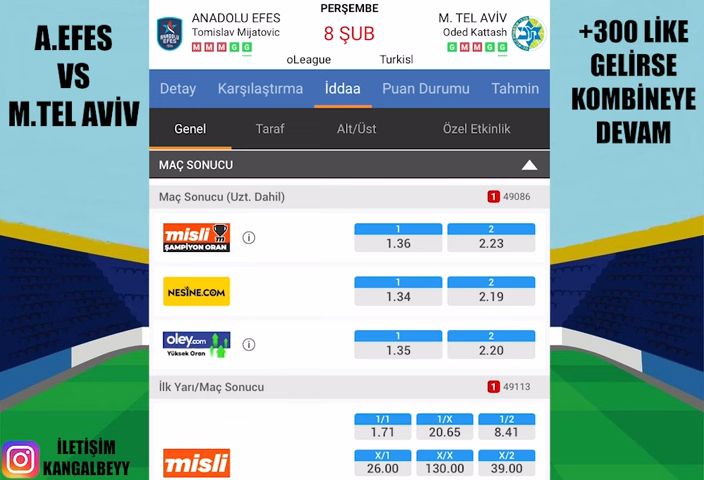 A.EFES
VS
M.TEL AVİV
PERŞEMBE
8 ŞUB
ANADOLU EFES
Tomislav Mijatovic
M M M G G
M. TEL AVİV
Oded Kattash
G M M G G
oLeague
Turkisl
Detay Karşılaştırma İddaa Puan Durumu Tahmin
Genel Taraf Alt/Üst Özel Etkinlik
MAÇ SONUCU
Maç Sonucu (Uzt. Dahil) 1 49086
misli
ŞAMPİYON ORAN
1 2
1.36 2.23
NESİNE.COM
1 2
1.34 2.19
oley.com
Yüksek Oran
1 2
1.35 2.20
İlk Yarı/Maç Sonucu 1 49113
1/1 1/X 1/2
1.71 20.65 8.41
misli
X/1 X/X X/2
26.00 130.00 39.00
+300 LİKE
GELİRSE
KOMBİNEYE
DEVAM
İLETİŞİM
KANGALBEYY